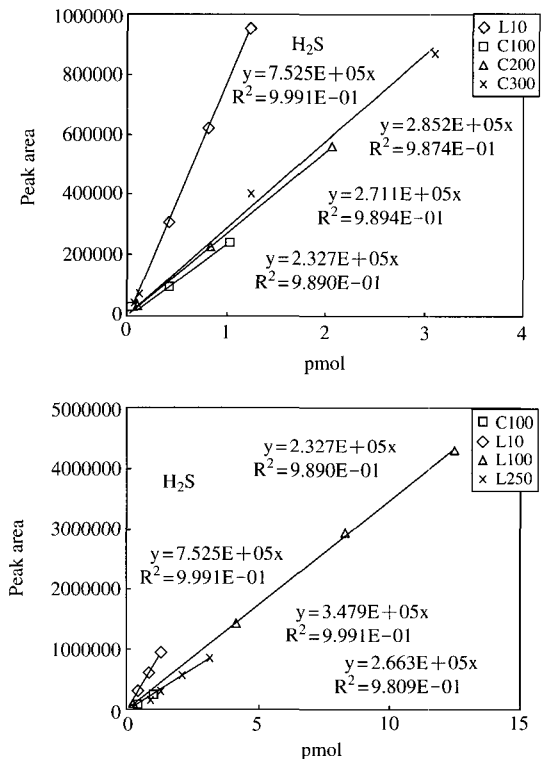 1000000
800000
600000
400000
200000
0
Peak area
0
1
2
3
4
pmol
H₂S
y=7.525E+05x
R²=9.991E-01
y=2.852E+05x
R²=9.874E-01
y=2.711E+05x
R²=9.894E-01
y=2.327E+05x
R²=9.890E-01
L10
C100
C200
C300
5000000
4000000
3000000
2000000
1000000
0
Peak area
0
5
10
15
pmol
H₂S
y=2.327E+05x
R²=9.890E-01
y=7.525E+05x
R²=9.991E-01
y=3.479E+05x
R²=9.991E-01
y=2.663E+05x
R²=9.809E-01
C100
L10
L100
L250